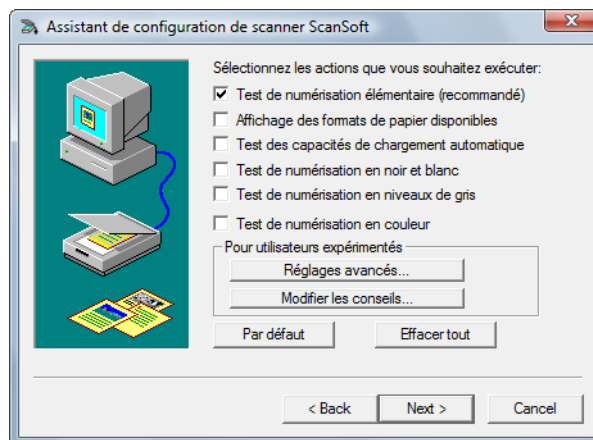 Assistant de configuration de scanner ScanSoft
Sélectionnez les actions que vous souhaitez exécuter:
Test de numérisation élémentaire (recommandé)
Affichage des formats de papier disponibles
Test des capacités de chargement automatique
Test de numérisation en noir et blanc
Test de numérisation en niveaux de gris
Test de numérisation en couleur
Pour utilisateurs expérimentés
Réglages avancés...
Modifier les conseils...
Par défaut
Effacer tout
< Back
Next >
Cancel